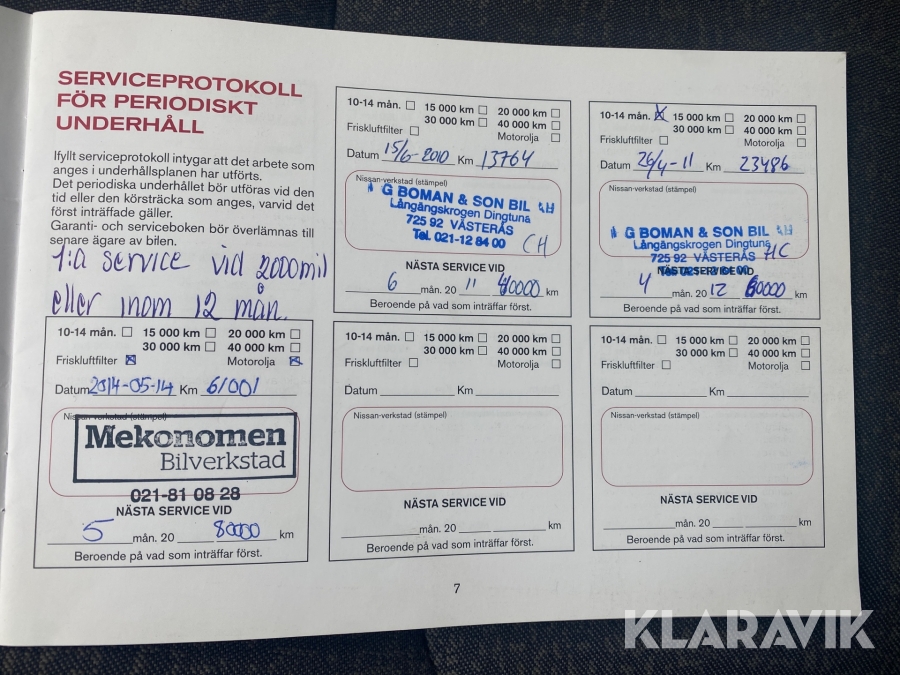 SERVICEPROTOKOLL
FÖR PERIODISKT
UNDERHÅLL
Ifyllt serviceprotokoll intygar att det arbete som
anges i underhållsplanen har utförts.
Det periodiska underhållet bör utföras vid den
tid eller den körsträcka som anges, varvid det
först inträffade gäller.
Garanti- och serviceboken bör överlämnas till
senare ägare av bilen.
1:a service vid 2000mil
eller inom 12 mån.
10-14 mån. 15 000 km 20 000 km
30 000 km 40 000 km
Friskluftfilter Motorolja
Datum 15/6-2010 Km 13764
Nissan-verkstad (stämpel)
G BOMAN & SON BIL
Långängskrogen Dingtuna
725 92 VÄSTERÅS
Tel. 021-12 84 00 CH
NÄSTA SERVICE VID
6 mån. 20 11 40000 km
Beroende på vad som inträffar först.
10-14 mån. X 15 000 km 20 000 km
30 000 km 40 000 km
Friskluftfilter Motorolja
Datum 26/4-11 Km 23486
Nissan-verkstad (stämpel)
G BOMAN & SON BIL
Långängskrogen Dingtuna
725 92 VÄSTERÅS HC
NÄSTA SERVICE VID
4 mån. 20 12 60000 km
Beroende på vad som inträffar först.
10-14 mån. 15 000 km 20 000 km
30 000 km 40 000 km
Friskluftfilter X Motorolja X
Datum 2014-05-14 Km 61001
Nissan-verkstad (stämpel)
Mekonomen
Bilverkstad
021-81 08 28
NÄSTA SERVICE VID
5 mån. 20 80000 km
Beroende på vad som inträffar först.
10-14 mån. 15 000 km 20 000 km
30 000 km 40 000 km
Friskluftfilter Motorolja
Datum Km
Nissan-verkstad (stämpel)
NÄSTA SERVICE VID
mån. 20 km
Beroende på vad som inträffar först.
10-14 mån. 15 000 km 20 000 km
30 000 km 40 000 km
Friskluftfilter Motorolja
Datum Km
Nissan-verkstad (stämpel)
NÄSTA SERVICE VID
mån. 20 km
Beroende på vad som inträffar först.
7
KLARAVIK